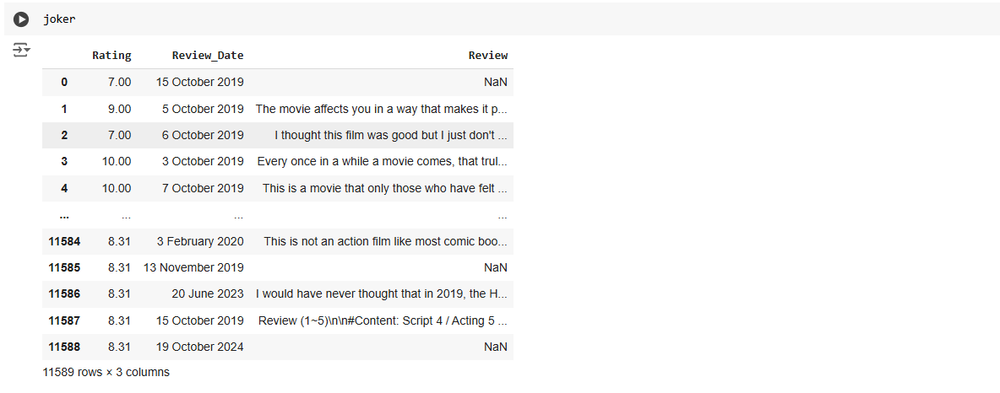 joker
Rating Review_Date Review
0 7.00 15 October 2019 NaN
1 9.00 5 October 2019 The movie affects you in a way that makes it p...
2 7.00 6 October 2019 I thought this film was good but I just don't ...
3 10.00 3 October 2019 Every once in a while a movie comes, that trul...
4 10.00 7 October 2019 This is a movie that only those who have felt ...
... ... ... ...
11584 8.31 3 February 2020 This is not an action film like most comic boo...
11585 8.31 13 November 2019 NaN
11586 8.31 20 June 2023 I would have never thought that in 2019, the H...
11587 8.31 15 October 2019 Review (1~5)\n\n#Content: Script 4 / Acting 5 ...
11588 8.31 19 October 2024 NaN
11589 rows × 3 columns